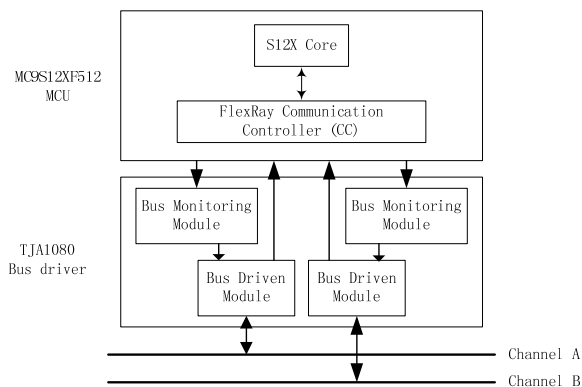 S12X Core
MC9S12XF512
MCU
FlexRay Communication
Controller (CC)
Bus Monitoring
Module
Bus Monitoring
Module
TJA1080
Bus driver
Bus Driven
Module
Bus Driven
Module
Channel A
Channel B